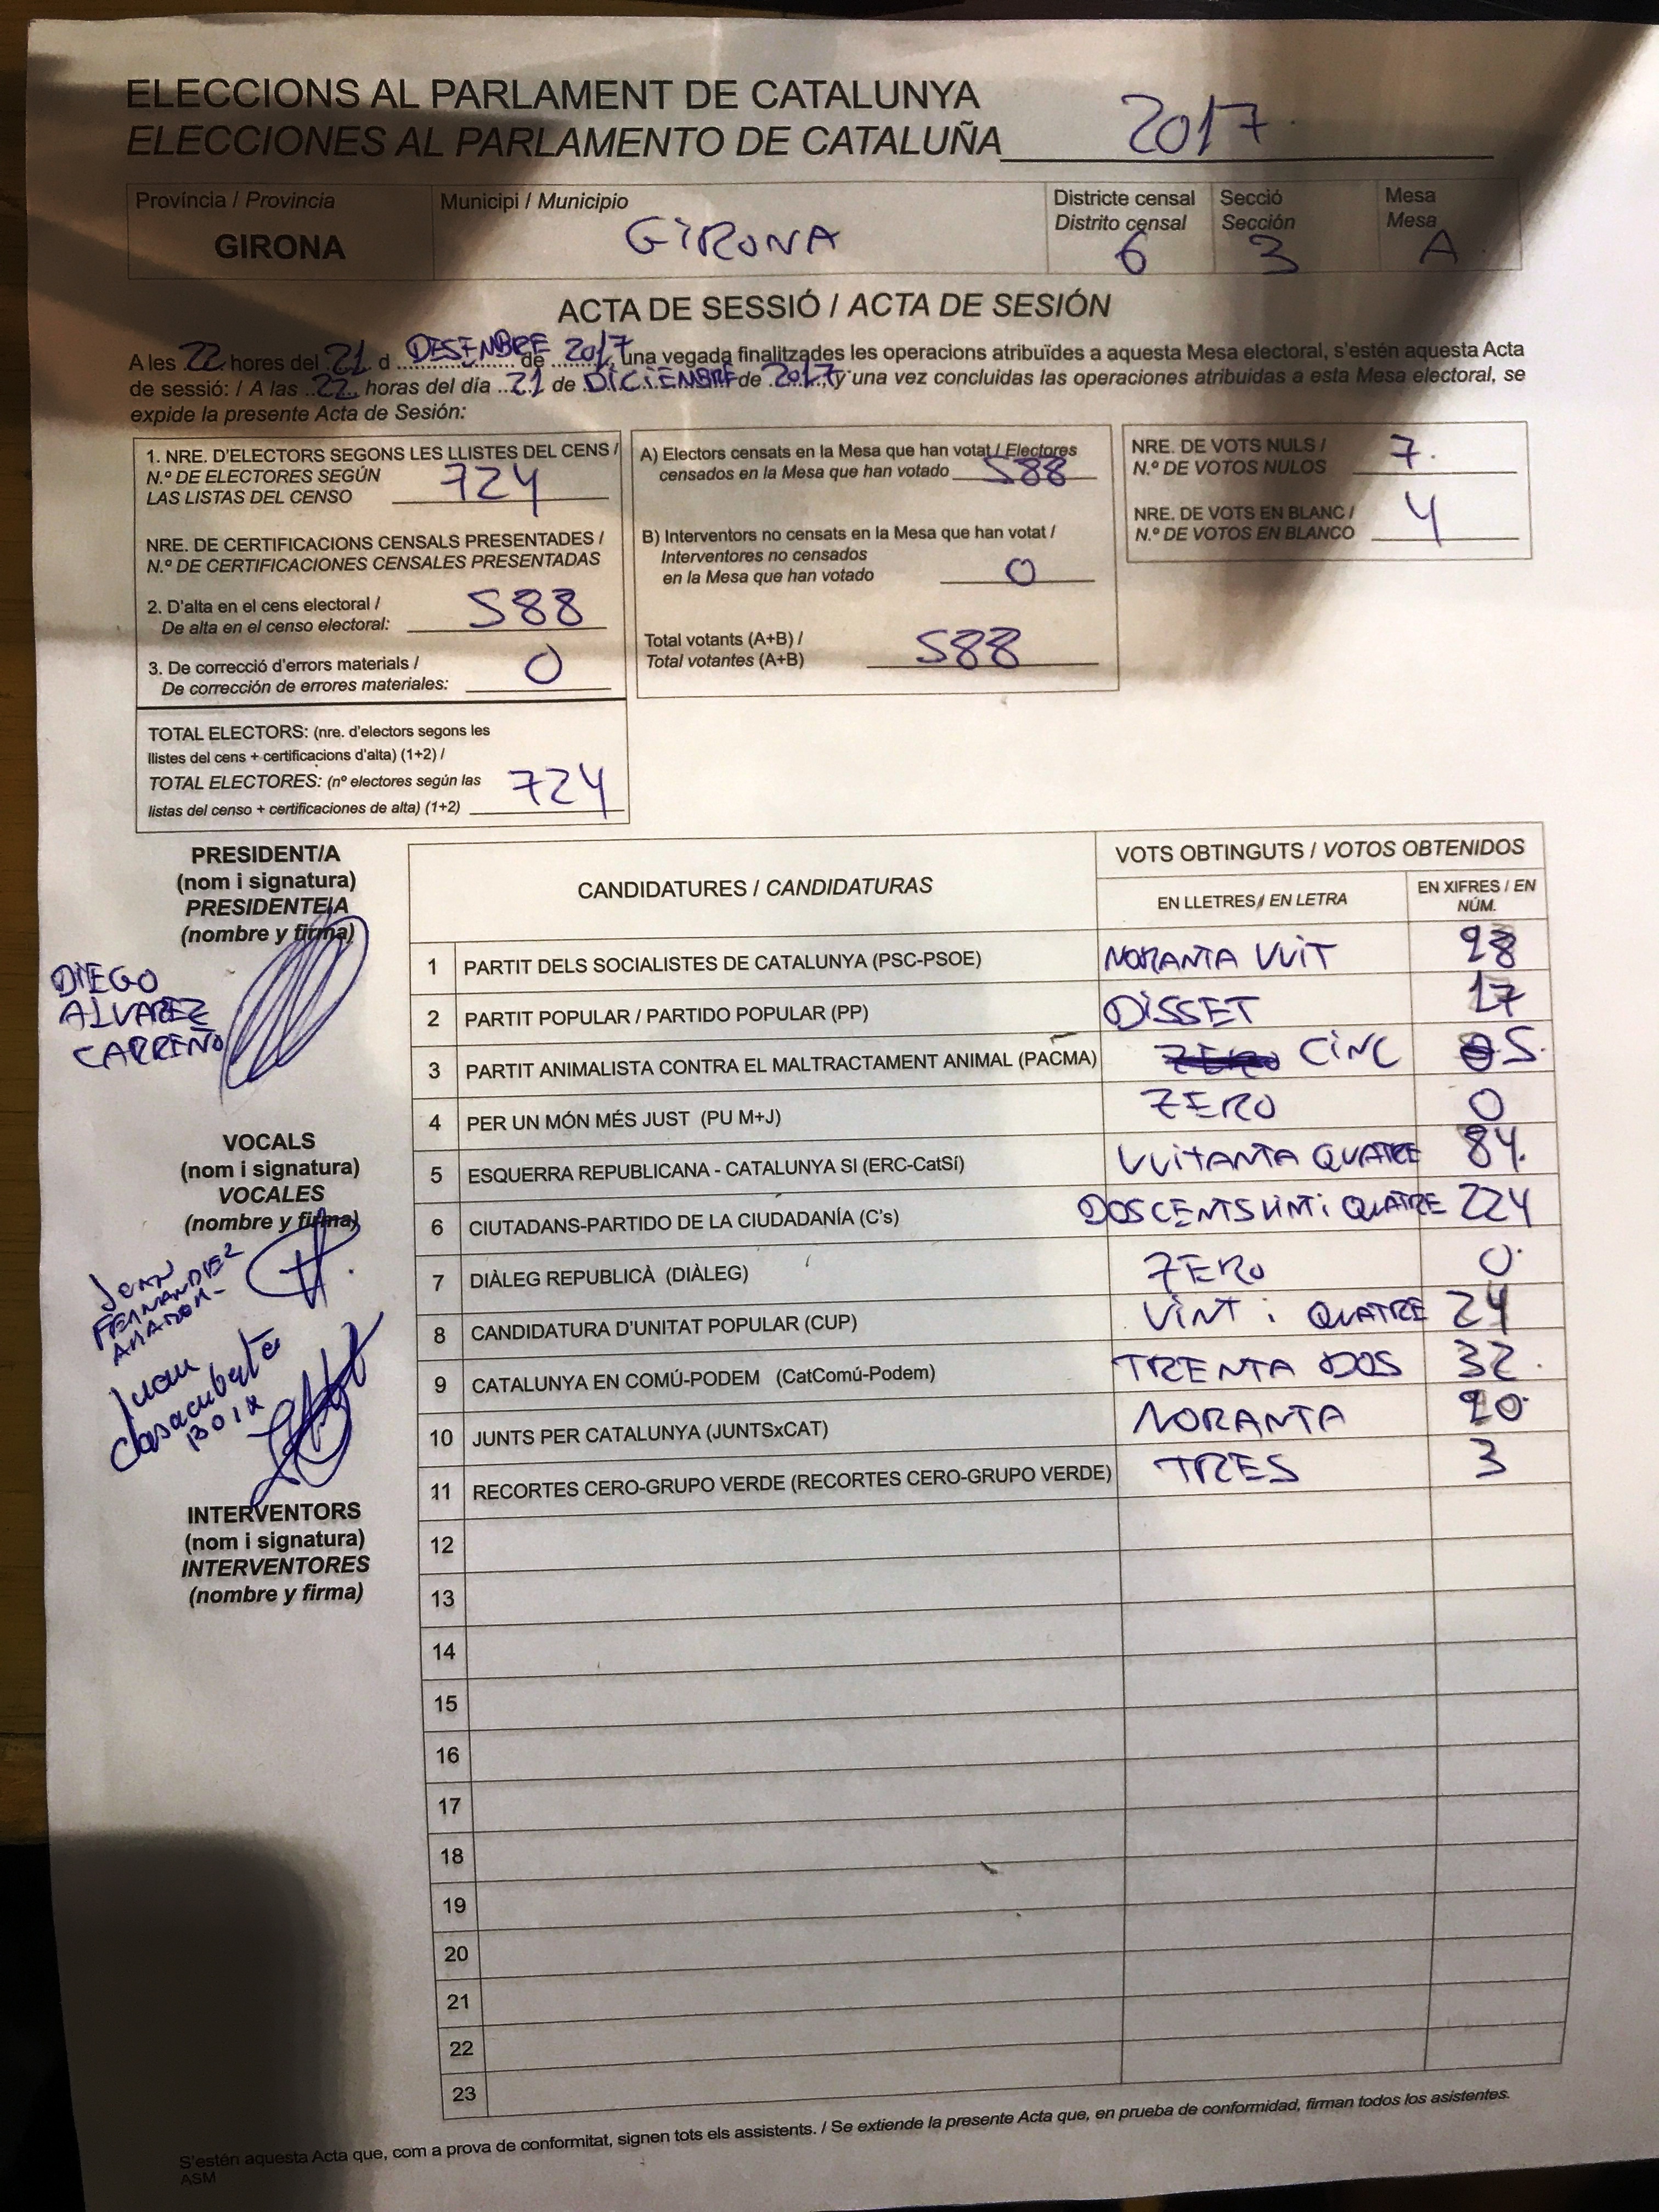 ELECCIONS AL PARLAMENT DE CATALUNYA
ELECCIONES AL PARLAMENTO DE CATALUÑA 2017
Província / Provincia
GIRONA
Municipi / Municipio
GIRONA
Districte censal
Distrito censal
6
Secció
Sección
3
Mesa
Mesa
A
ACTA DE SESSIÓ / ACTA DE SESIÓN
A les 22 hores del 21 d DESEMBRE de 2017, una vegada finalitzades les operacions atribuïdes a aquesta Mesa electoral, s'estén aquesta Acta
de sessió: / A las 22 horas del día 21 de DICIEMBRE de 2017, y una vez concluidas las operaciones atribuidas a esta Mesa electoral, se
expide la presente Acta de Sesión:
1. NRE. D'ELECTORS SEGONS LES LLISTES DEL CENS /
N.º DE ELECTORES SEGÚN
LAS LISTAS DEL CENSO 724
NRE. DE CERTIFICACIONS CENSALS PRESENTADES /
N.º DE CERTIFICACIONES CENSALES PRESENTADAS
2. D'alta en el cens electoral /
De alta en el censo electoral: 588
3. De correcció d'errors materials /
De corrección de errores materiales: 0
TOTAL ELECTORS: (nre. d'electors segons les
llistes del cens + certificacions d'alta) (1+2) /
TOTAL ELECTORES: (nº electores según las
listas del censo + certificaciones de alta) (1+2) 724
A) Electors censats en la Mesa que han votat / Electores
censados en la Mesa que han votado 588
B) Interventors no censats en la Mesa que han votat /
Interventores no censados
en la Mesa que han votado 0
Total votants (A+B) /
Total votantes (A+B) 588
NRE. DE VOTS NULS /
N.º DE VOTOS NULOS 7.
NRE. DE VOTS EN BLANC /
N.º DE VOTOS EN BLANCO 4
PRESIDENT/A
(nom i signatura)
PRESIDENTE/A
(nombre y firma)
DIEGO
ALVAREZ
CARREÑO
VOCALS
(nom i signatura)
VOCALES
(nombre y firma)
FERNANDEZ
Juan
Casacuberta
BOIX
INTERVENTORS
(nom i signatura)
INTERVENTORES
(nombre y firma)
CANDIDATURES / CANDIDATURAS
VOTS OBTINGUTS / VOTOS OBTENIDOS
EN LLETRES / EN LETRA
EN XIFRES / EN
NÚM.
1 PARTIT DELS SOCIALISTES DE CATALUNYA (PSC-PSOE) NORANTA VUIT 98
2 PARTIT POPULAR / PARTIDO POPULAR (PP) DISSET 17
3 PARTIT ANIMALISTA CONTRA EL MALTRACTAMENT ANIMAL (PACMA) ZERO CINC 5.
4 PER UN MÓN MÉS JUST (PU M+J) ZERO 0
5 ESQUERRA REPUBLICANA - CATALUNYA SI (ERC-CatSí) VUITANTA QUATRE 84.
6 CIUTADANS-PARTIDO DE LA CIUDADANÍA (C's) DOSCENTS VINT i QUATRE 224
7 DIÀLEG REPUBLICÀ (DIÀLEG) ZERO 0.
8 CANDIDATURA D'UNITAT POPULAR (CUP) VINT i QUATRE 24
9 CATALUNYA EN COMÚ-PODEM (CatComú-Podem) TRENTA DOS 32.
10 JUNTS PER CATALUNYA (JUNTSxCAT) NORANTA 90.
11 RECORTES CERO-GRUPO VERDE (RECORTES CERO-GRUPO VERDE) TRES 3
12
13
14
15
16
17
18
19
20
21
22
23
S'estén aquesta Acta que, com a prova de conformitat, signen tots els assistents. / Se extiende la presente Acta que, en prueba de conformidad, firman todos los asistentes.
ASM